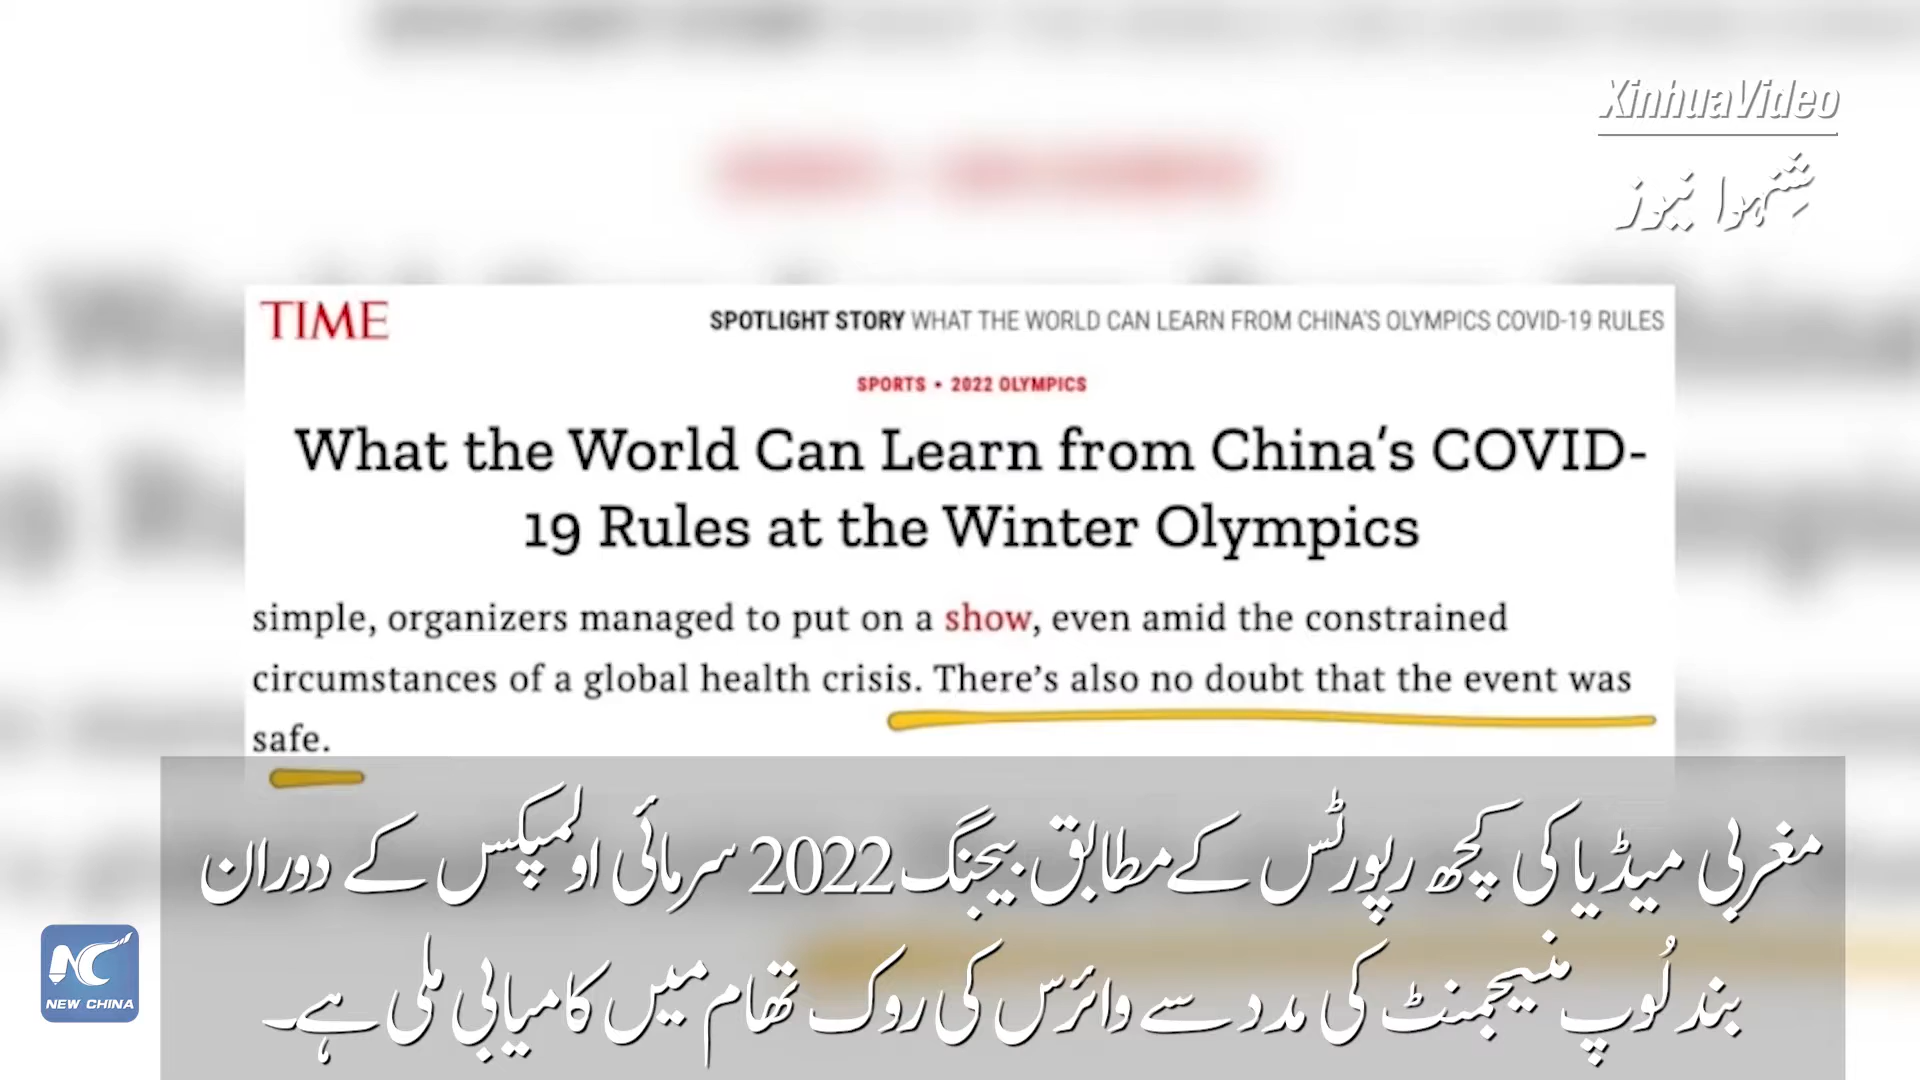 XinhuaVideo
شِنہوا نیوز
TIME
SPOTLIGHT STORY WHAT THE WORLD CAN LEARN FROM CHINA'S OLYMPICS COVID-19 RULES
SPORTS • 2022 OLYMPICS
What the World Can Learn from China's COVID-
19 Rules at the Winter Olympics
simple, organizers managed to put on a show, even amid the constrained
circumstances of a global health crisis. There's also no doubt that the event was
safe.
مغربی میڈیا کی کچھ رپورٹس کے مطابق بیجنگ 2022 سرمائی اولمپکس کے دوران
بند لُوپ منیجمنٹ کی مدد سے وائرس کی روک تھام میں کامیابی ملی ہے۔
NEW CHINA